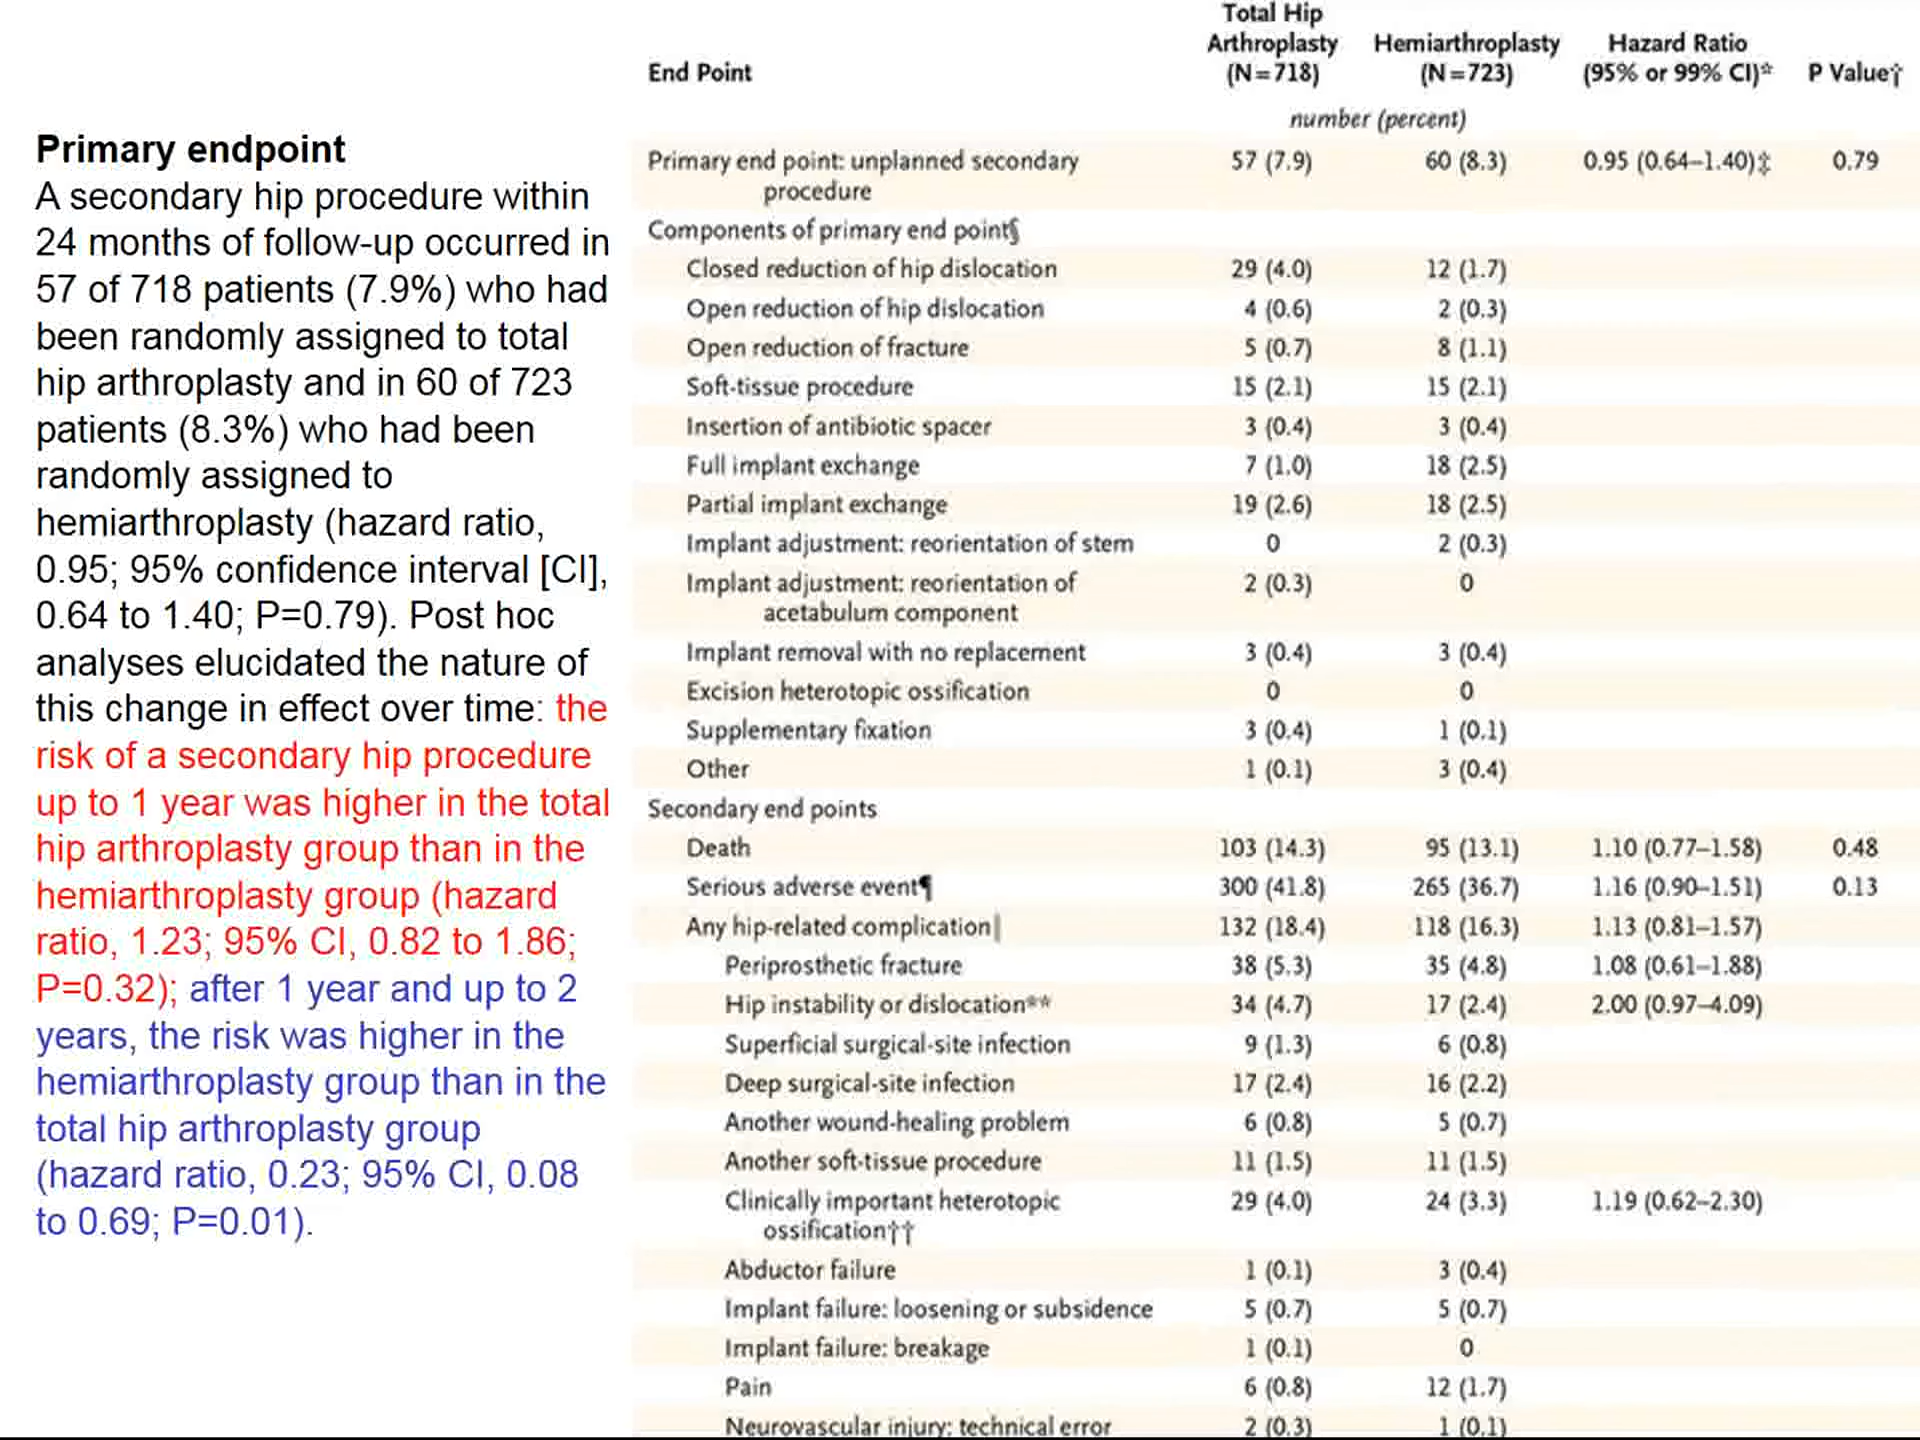 Primary endpoint
A secondary hip procedure within
24 months of follow-up occurred in
57 of 718 patients (7.9%) who had
been randomly assigned to total
hip arthroplasty and in 60 of 723
patients (8.3%) who had been
randomly assigned to
hemiarthroplasty (hazard ratio,
0.95; 95% confidence interval [CI],
0.64 to 1.40; P=0.79). Post hoc
analyses elucidated the nature of
this change in effect over time: the
risk of a secondary hip procedure
up to 1 year was higher in the total
hip arthroplasty group than in the
hemiarthroplasty group (hazard
ratio, 1.23; 95% CI, 0.82 to 1.86;
P=0.32); after 1 year and up to 2
years, the risk was higher in the
hemiarthroplasty group than in the
total hip arthroplasty group
(hazard ratio, 0.23; 95% CI, 0.08
to 0.69; P=0.01).
Total Hip
Arthroplasty Hemiarthroplasty Hazard Ratio
End Point (N=718) (N=723) (95% or 99% CI)* P Value†
number (percent)
Primary end point: unplanned secondary 57 (7.9) 60 (8.3) 0.95 (0.64–1.40)‡ 0.79
procedure
Components of primary end point§
Closed reduction of hip dislocation 29 (4.0) 12 (1.7)
Open reduction of hip dislocation 4 (0.6) 2 (0.3)
Open reduction of fracture 5 (0.7) 8 (1.1)
Soft-tissue procedure 15 (2.1) 15 (2.1)
Insertion of antibiotic spacer 3 (0.4) 3 (0.4)
Full implant exchange 7 (1.0) 18 (2.5)
Partial implant exchange 19 (2.6) 18 (2.5)
Implant adjustment: reorientation of stem 0 2 (0.3)
Implant adjustment: reorientation of 2 (0.3) 0
acetabulum component
Implant removal with no replacement 3 (0.4) 3 (0.4)
Excision heterotopic ossification 0 0
Supplementary fixation 3 (0.4) 1 (0.1)
Other 1 (0.1) 3 (0.4)
Secondary end points
Death 103 (14.3) 95 (13.1) 1.10 (0.77–1.58) 0.48
Serious adverse event¶ 300 (41.8) 265 (36.7) 1.16 (0.90–1.51) 0.13
Any hip-related complication‖ 132 (18.4) 118 (16.3) 1.13 (0.81–1.57)
Periprosthetic fracture 38 (5.3) 35 (4.8) 1.08 (0.61–1.88)
Hip instability or dislocation** 34 (4.7) 17 (2.4) 2.00 (0.97–4.09)
Superficial surgical-site infection 9 (1.3) 6 (0.8)
Deep surgical-site infection 17 (2.4) 16 (2.2)
Another wound-healing problem 6 (0.8) 5 (0.7)
Another soft-tissue procedure 11 (1.5) 11 (1.5)
Clinically important heterotopic 29 (4.0) 24 (3.3) 1.19 (0.62–2.30)
ossification††
Abductor failure 1 (0.1) 3 (0.4)
Implant failure: loosening or subsidence 5 (0.7) 5 (0.7)
Implant failure: breakage 1 (0.1) 0
Pain 6 (0.8) 12 (1.7)
Neurovascular injury: technical error 2 (0.3) 1 (0.1)